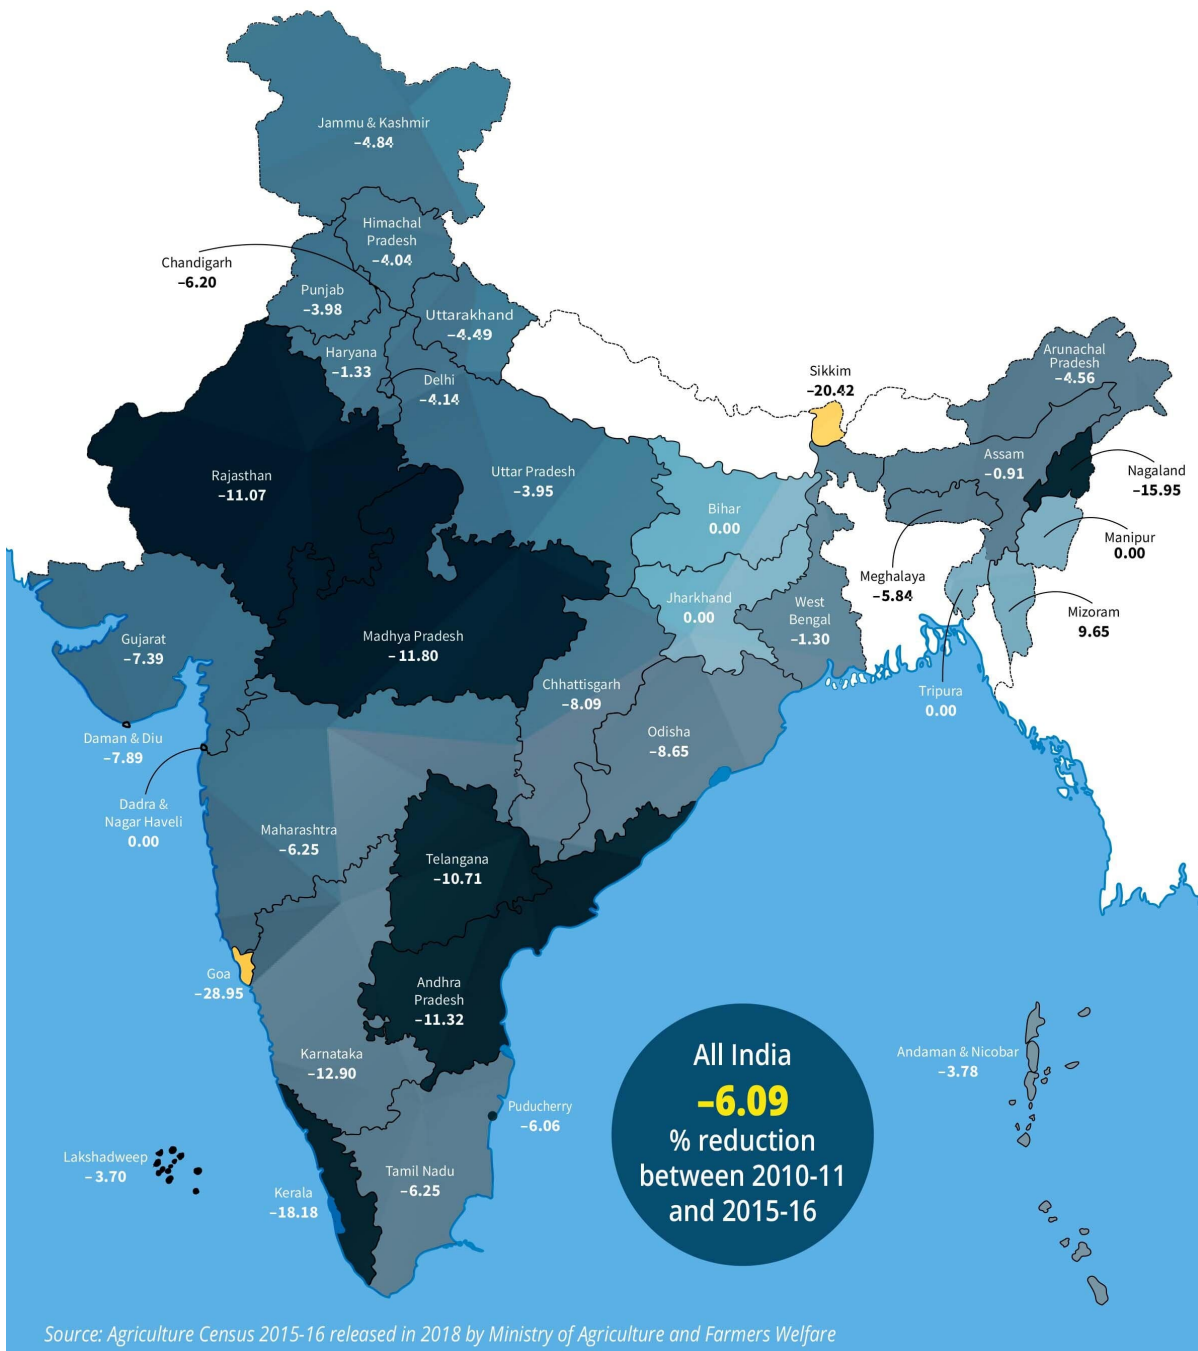 Jammu & Kashmir
–4.84
Himachal
Pradesh
–4.04
Chandigarh
–6.20
Punjab
–3.98
Uttarakhand
–4.49
Haryana
–1.33
Delhi
–4.14
Sikkim
–20.42
Arunachal
Pradesh
–4.56
Rajasthan
–11.07
Uttar Pradesh
–3.95
Assam
–0.91
Nagaland
–15.95
Bihar
0.00
Manipur
0.00
Meghalaya
–5.84
Jharkhand
0.00
West
Bengal
–1.30
Mizoram
9.65
Gujarat
–7.39
Madhya Pradesh
–11.80
Chhattisgarh
–8.09
Tripura
0.00
Daman & Diu
–7.89
Odisha
–8.65
Dadra &
Nagar Haveli
0.00
Maharashtra
–6.25
Telangana
–10.71
Goa
–28.95
Andhra
Pradesh
–11.32
Karnataka
–12.90
Andaman & Nicobar
–3.78
Puducherry
–6.06
Lakshadweep
–3.70
Kerala
–18.18
Tamil Nadu
–6.25
All India
–6.09
% reduction
between 2010-11
and 2015-16
Source: Agriculture Census 2015-16 released in 2018 by Ministry of Agriculture and Farmers Welfare